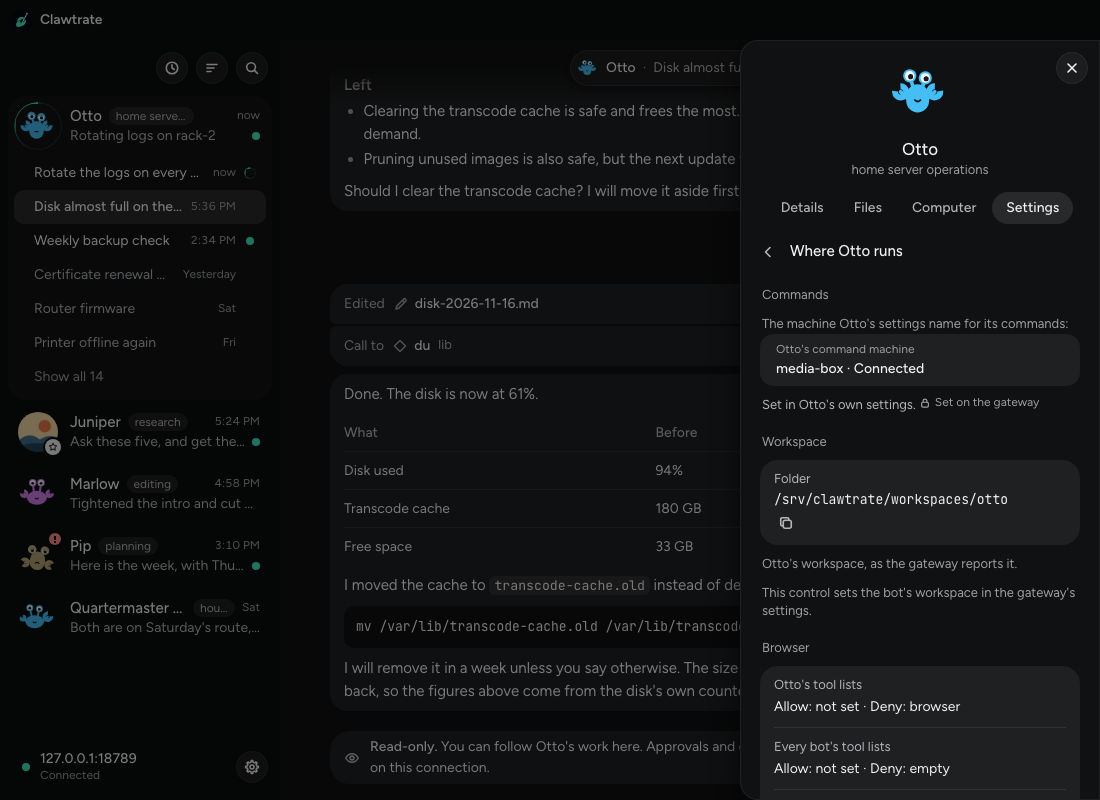 Clawtrate
Otto home serve... now
Rotating logs on rack-2
Rotate the logs on every ... now
Disk almost full on the... 5:36 PM
Weekly backup check 2:34 PM
Certificate renewal ... Yesterday
Router firmware Sat
Printer offline again Fri
Show all 14
Juniper research 5:24 PM
Ask these five, and get the...
Marlow editing 4:58 PM
Tightened the intro and cut ...
Pip planning 3:10 PM
Here is the week, with Thu...
Quartermaster ... hou... Sat
Both are on Saturday's route,...
127.0.0.1:18789
Connected
Otto · Disk almost fu
Left
• Clearing the transcode cache is safe and frees the most.
demand.
• Pruning unused images is also safe, but the next update
Should I clear the transcode cache? I will move it aside first
Edited disk-2026-11-16.md
Call to du lib
Done. The disk is now at 61%.
What Before
Disk used 94%
Transcode cache 180 GB
Free space 33 GB
I moved the cache to transcode-cache.old instead of de
mv /var/lib/transcode-cache.old /var/lib/transcod
I will remove it in a week unless you say otherwise. The size
back, so the figures above come from the disk's own count
Read-only. You can follow Otto's work here. Approvals and
on this connection.
Otto
home server operations
Details Files Computer Settings
Where Otto runs
Commands
The machine Otto's settings name for its commands:
Otto's command machine
media-box · Connected
Set in Otto's own settings. Set on the gateway
Workspace
Folder
/srv/clawtrate/workspaces/otto
Otto's workspace, as the gateway reports it.
This control sets the bot's workspace in the gateway's
settings.
Browser
Otto's tool lists
Allow: not set · Deny: browser
Every bot's tool lists
Allow: not set · Deny: empty